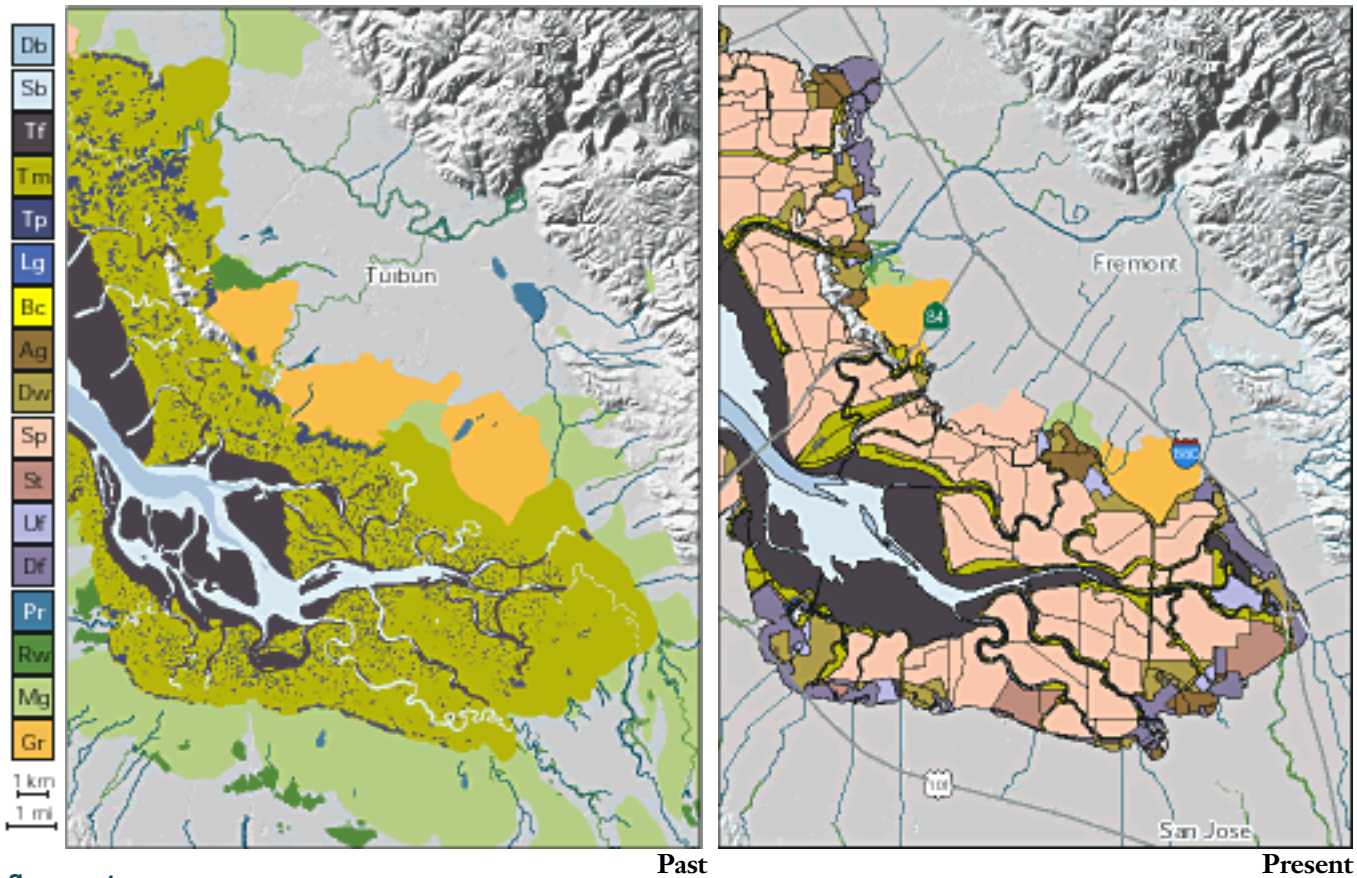 Db
Sb
Tf
Tm
Tp
Lg
Bc
Ag
Dw
Sp
St
Uf
Df
Pr
Rw
Mg
Gr
1 km
1 mi
Tuibun
Past
Fremont
84
680
101
San Jose
Present